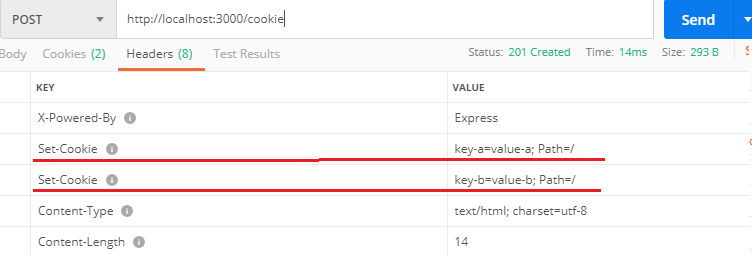 POST http://localhost:3000/cookie Send
Body Cookies (2) Headers (8) Test Results Status: 201 Created Time: 14ms Size: 293 B
KEY VALUE
X-Powered-By Express
Set-Cookie key-a=value-a; Path=/
Set-Cookie key-b=value-b; Path=/
Content-Type text/html; charset=utf-8
Content-Length 14